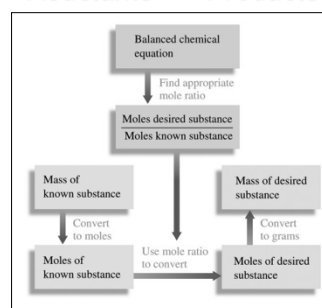 Balanced chemical
equation
Find appropriate
mole ratio
Moles desired substance
Moles known substance
Mass of
known substance
Mass of desired
substance
Convert
to moles
Use mole ratio
to convert
Convert
to grams
Moles of
known substance
Moles of desired
substance